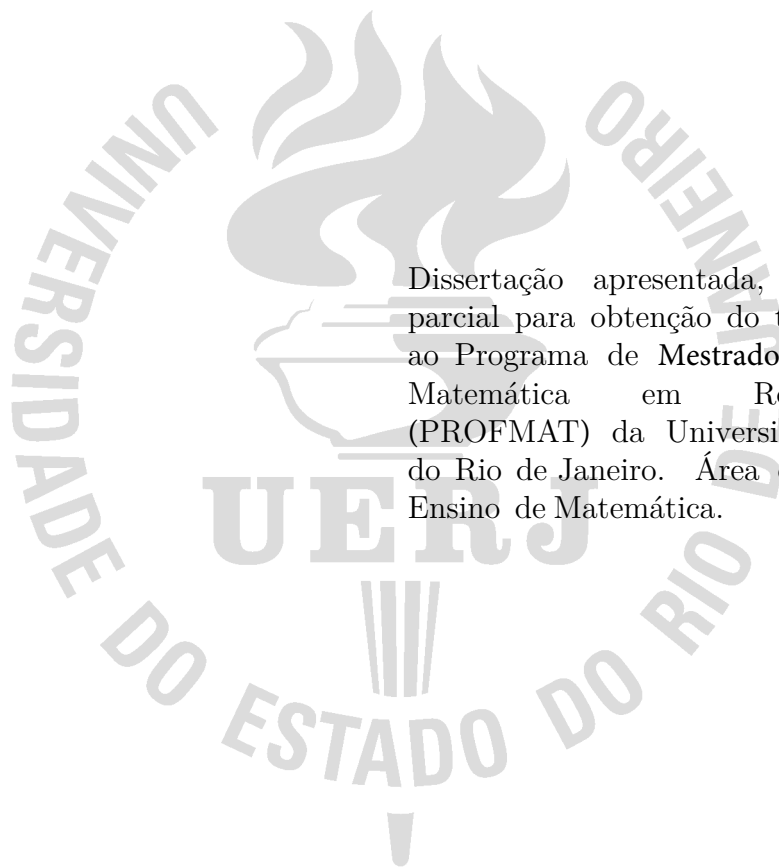 UNIVERSIDADE DO ESTADO DO RIO DE JANEIRO
UERJ
Dissertação apresentada,
parcial para obtenção do
ao Programa de Mestrado
Matemática em
(PROFMAT) da
do Rio de Janeiro. Área
Ensino de Matemática.